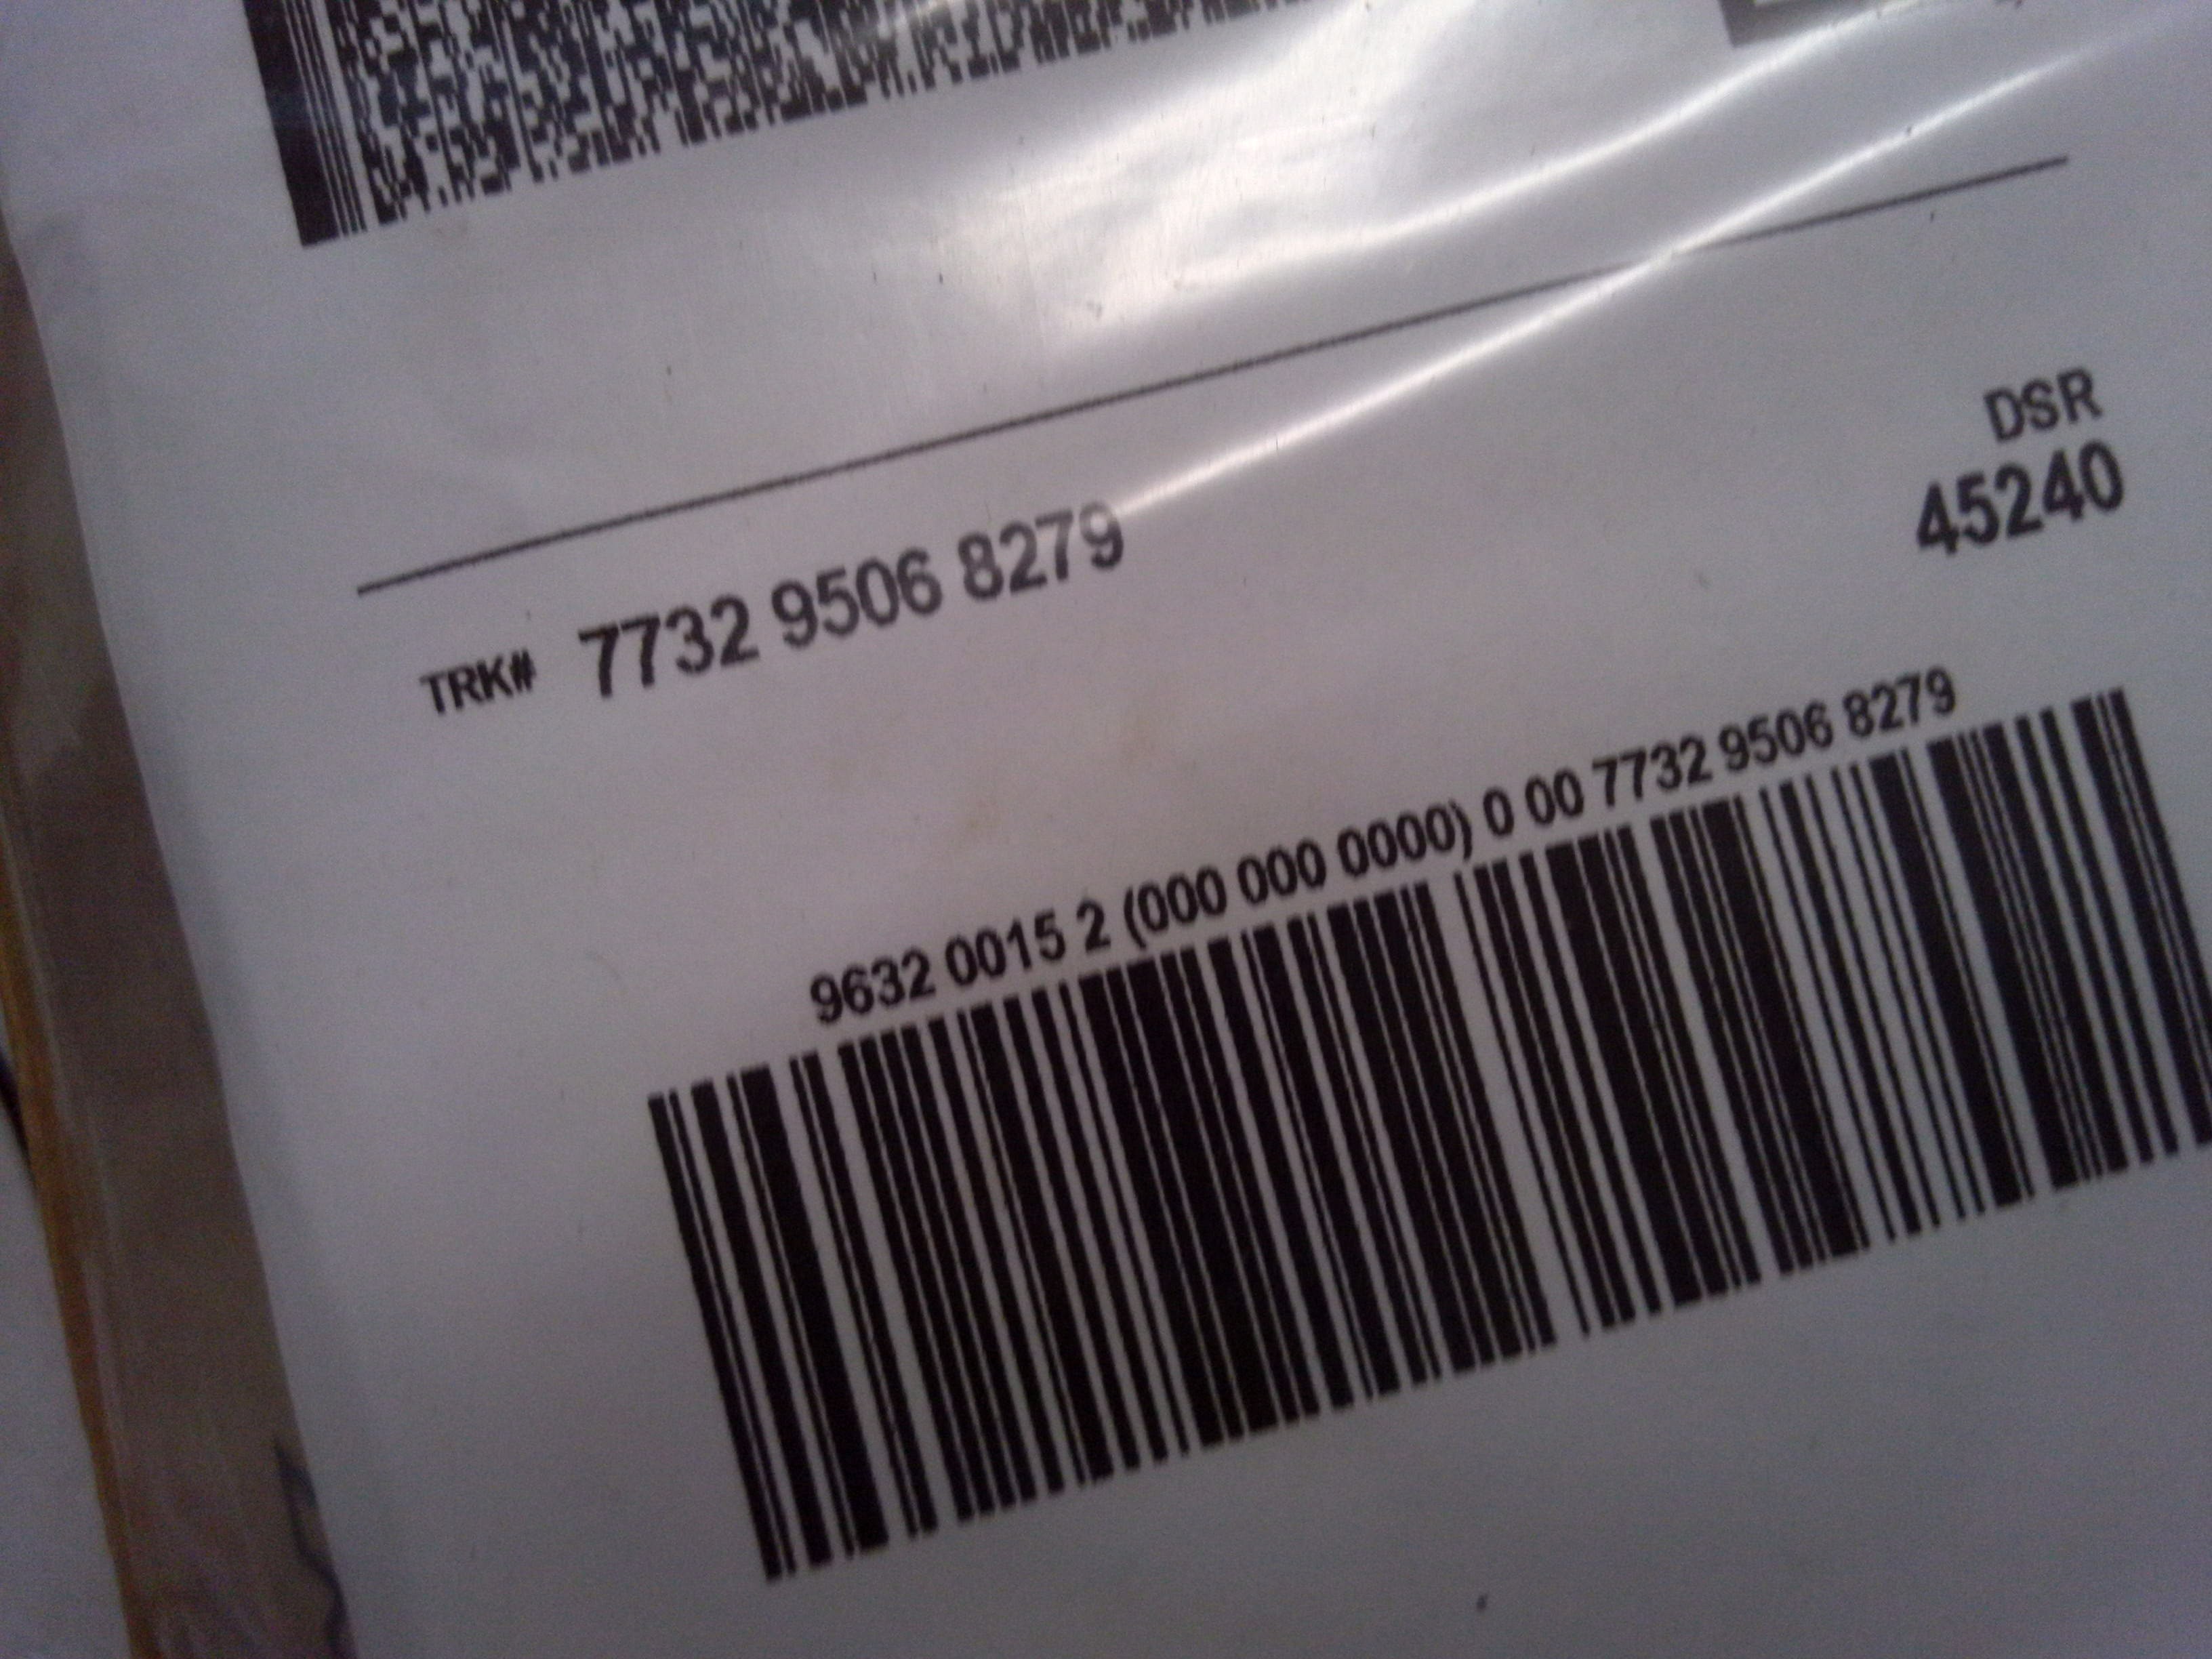 DSR
TRK# 7732 9506 8279
45240
9632 0015 2 (000 000 0000) 0 00 7732 9506 8279